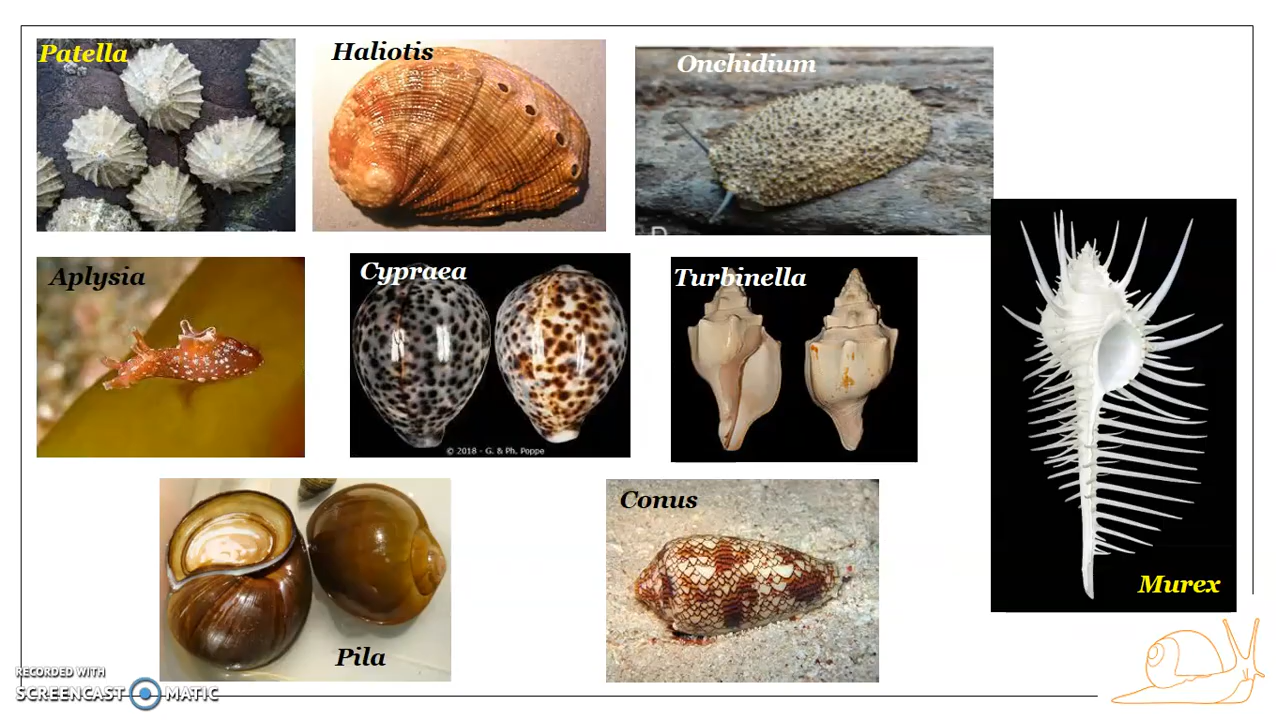 Patella
Haliotis
Onchidium
D
Aplysia
Cypraea
© 2018 - G. & Ph. Poppe
Turbinella
Pila
Conus
Murex
RECORDED WITH
SCREENCAST MATIC